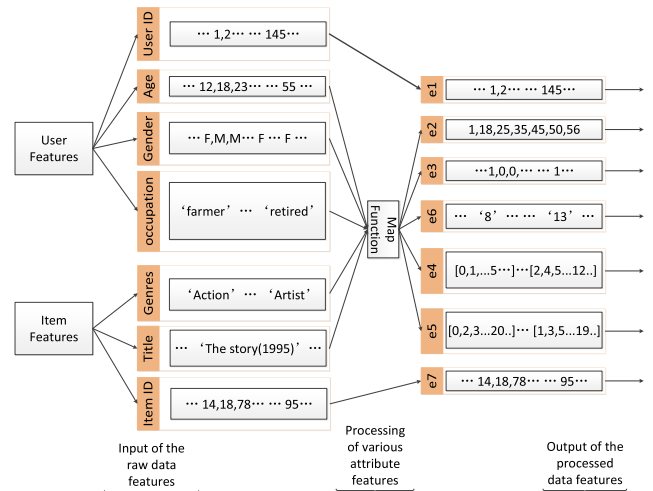 User ID
… 1,2… … 145…
Age
… 12,18,23… … 55 …
Gender
… F,M,M… F … F …
occupation
‘farmer’ … ‘retired’
User
Features
Genres
‘Action’ … ‘Artist’
Title
… ‘The story(1995)’ …
Item ID
… 14,18,78… … 95…
Item
Features
Map
Function
e1
… 1,2… … 145…
e2
1,18,25,35,45,50,56
e3
…1,0,0,… … 1…
e6
… ‘8’ … … ‘13’ …
e4
[0,1,...5…]…[2,4,5...12..]
e5
[0,2,3...20..]… [1,3,5...19..]
e7
… 14,18,78… … 95…
Input of the
raw data
features
Processing
of various
attribute
features
Output of the
processed
data features